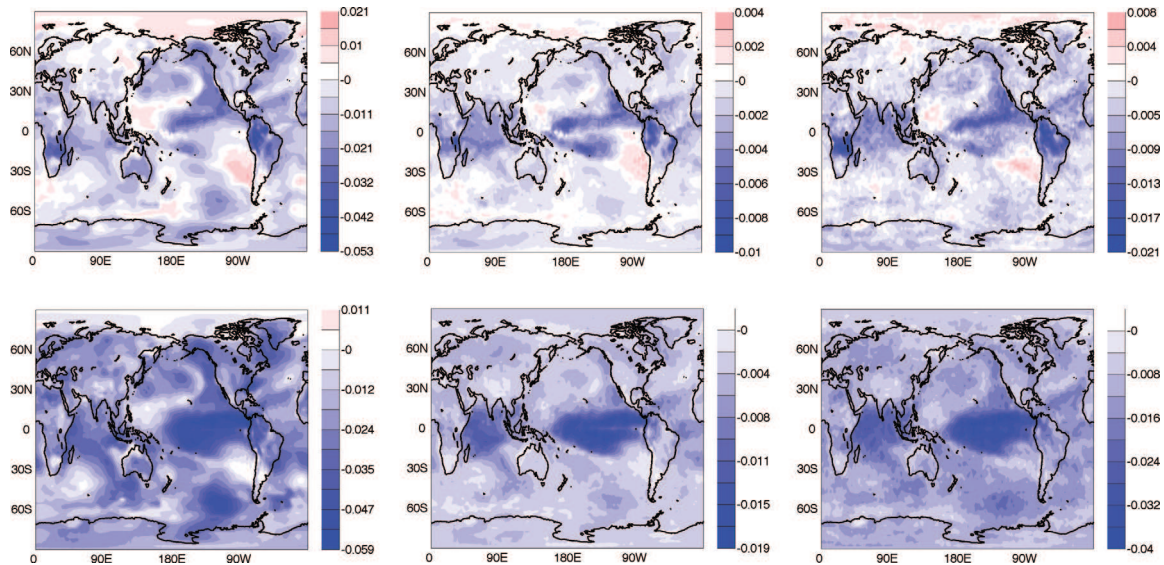 0.021
0.01
-0
-0.011
-0.021
-0.032
-0.042
-0.053
60N
30N
0
30S
60S
0 90E 180E 90W
0.004
0.002
-0
-0.002
-0.004
-0.006
-0.008
-0.01
60N
30N
0
30S
60S
0 90E 180E 90W
0.008
0.004
-0
-0.005
-0.009
-0.013
-0.017
-0.021
60N
30N
0
30S
60S
0 90E 180E 90W
0.011
-0
-0.012
-0.024
-0.035
-0.047
-0.059
60N
30N
0
30S
60S
0 90E 180E 90W
-0
-0.004
-0.008
-0.011
-0.015
-0.019
60N
30N
0
30S
60S
0 90E 180E 90W
-0
-0.008
-0.016
-0.024
-0.032
-0.04
60N
30N
0
30S
60S
0 90E 180E 90W